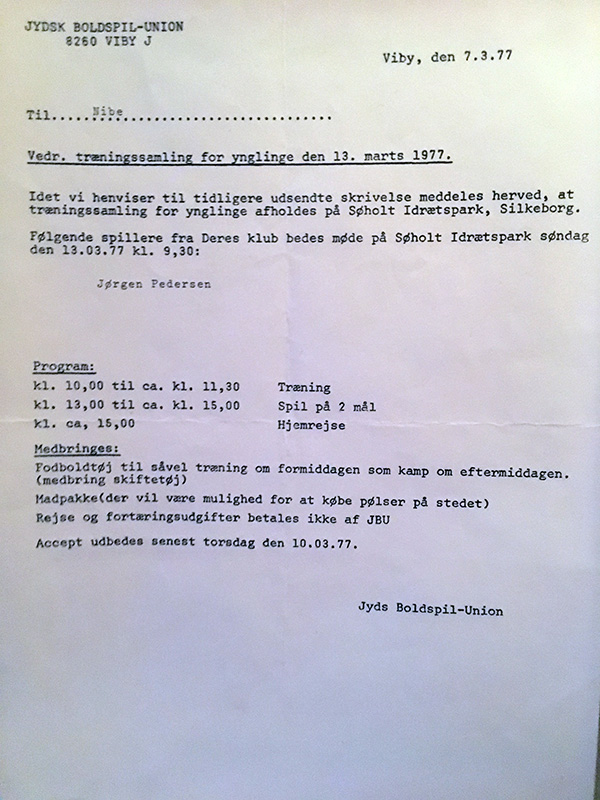 JYDSK BOLDSPIL-UNION
8260 VIBY J
Viby, den 7.3.77
Til.....Nibe.................................
Vedr. træningssamling for ynglinge den 13. marts 1977.
Idet vi henviser til tidligere udsendte skrivelse meddeles herved, at
træningssamling for ynglinge afholdes på Søholt Idrætspark, Silkeborg.
Følgende spillere fra Deres klub bedes møde på Søholt Idrætspark søndag
den 13.03.77 kl. 9,30:
Jørgen Pedersen
Program:
kl. 10,00 til ca. kl. 11,30 Træning
kl. 13,00 til ca. kl. 15,00 Spil på 2 mål
kl. ca, 15,00 Hjemrejse
Medbringes:
Fodboldtøj til såvel træning om formiddagen som kamp om eftermiddagen.
(medbring skiftetøj)
Madpakke(der vil være mulighed for at købe pølser på stedet)
Rejse og fortæringsudgifter betales ikke af JBU
Accept udbedes senest torsdag den 10.03.77.
Jyds Boldspil-Union